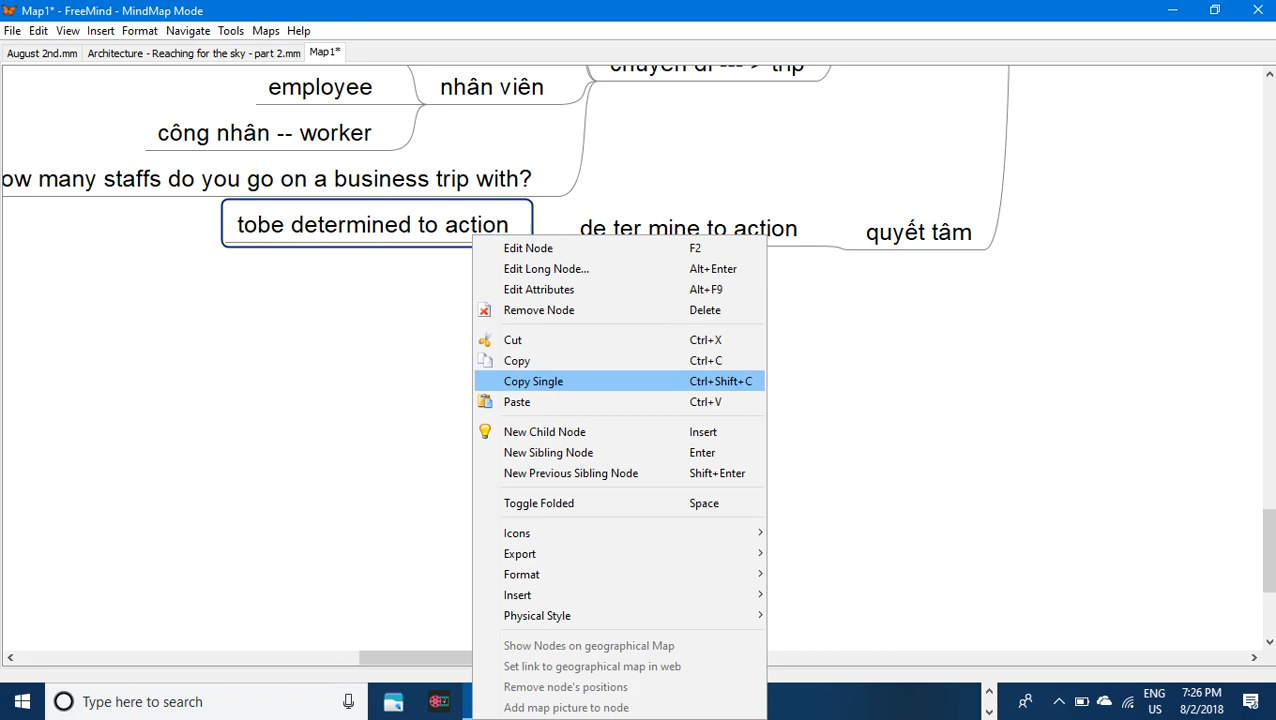 Map1* - FreeMind - MindMap Mode
File Edit View Insert Format Navigate Tools Maps Help
August 2nd.mm Architecture - Reaching for the sky - part 2.mm Map1*
chuyến đi --- > trip
employee nhân viên
công nhân -- worker
ow many staffs do you go on a business trip with?
tobe determined to action de ter mine to action quyết tâm
Edit Node F2
Edit Long Node... Alt+Enter
Edit Attributes Alt+F9
Remove Node Delete
Cut Ctrl+X
Copy Ctrl+C
Copy Single Ctrl+Shift+C
Paste Ctrl+V
New Child Node Insert
New Sibling Node Enter
New Previous Sibling Node Shift+Enter
Toggle Folded Space
Icons
Export
Format
Insert
Physical Style
Show Nodes on geographical Map
Set link to geographical map in web
Remove node's positions
Add map picture to node
Type here to search
ENG 7:26 PM
US 8/2/2018